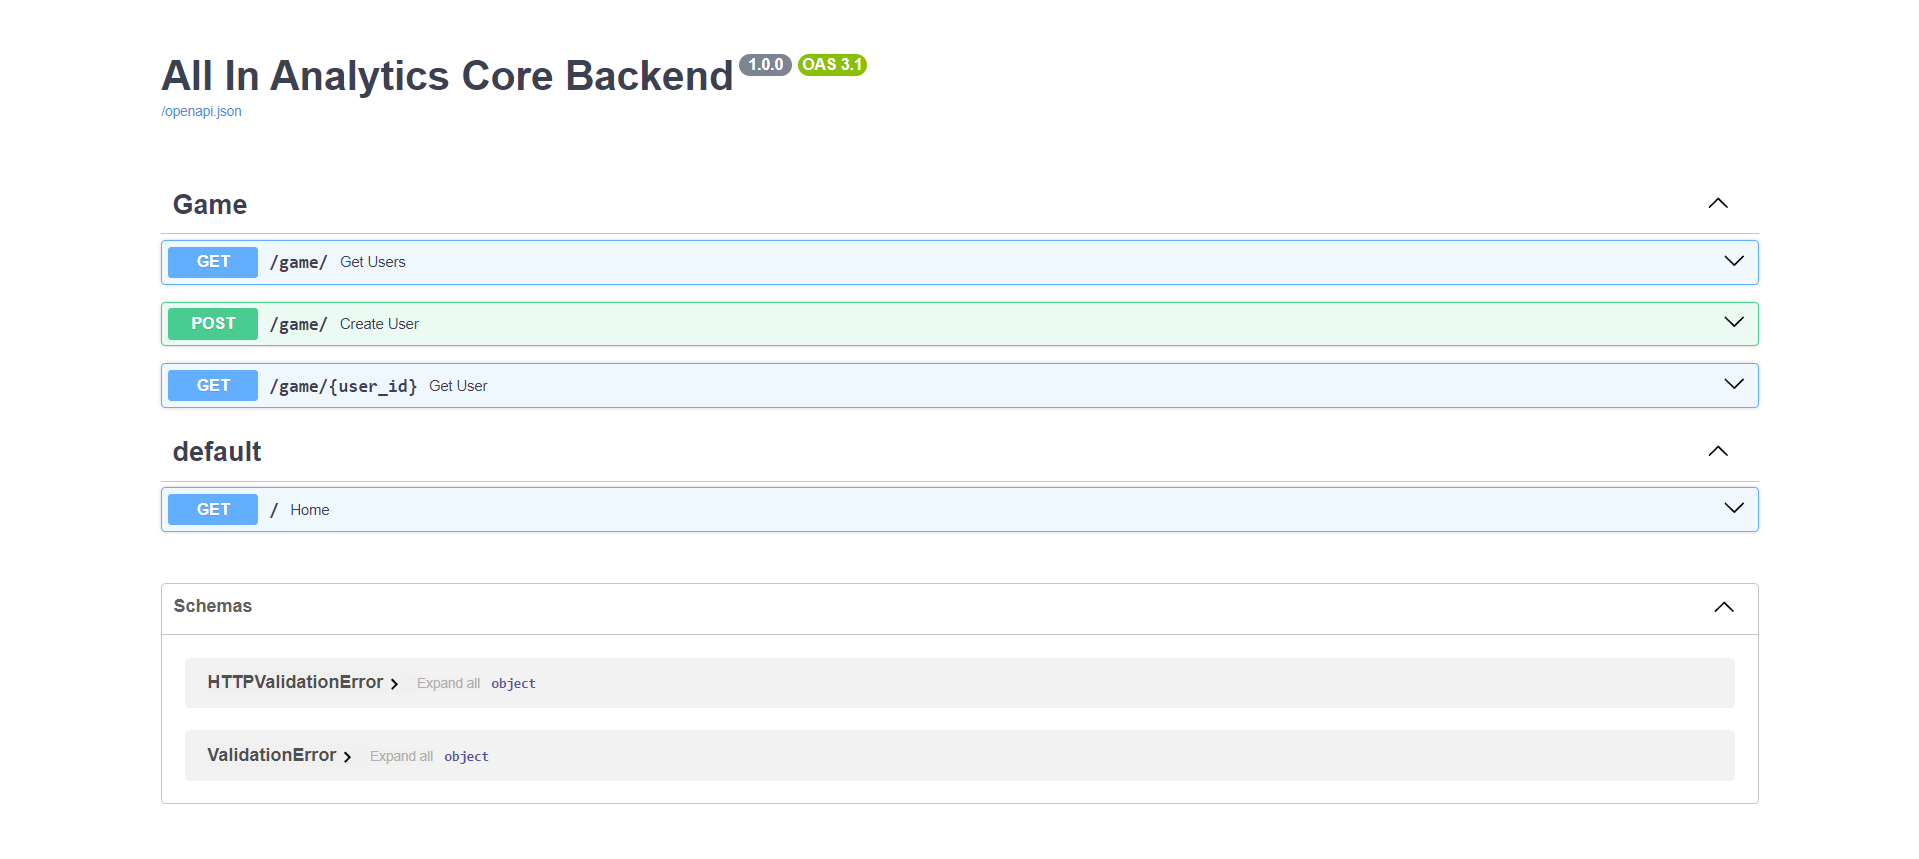 All In Analytics Core Backend 1.0.0 OAS 3.1
/openapi.json
Game
GET /game/ Get Users
POST /game/ Create User
GET /game/{user_id} Get User
default
GET / Home
Schemas
HTTPValidationError Expand all object
ValidationError Expand all object